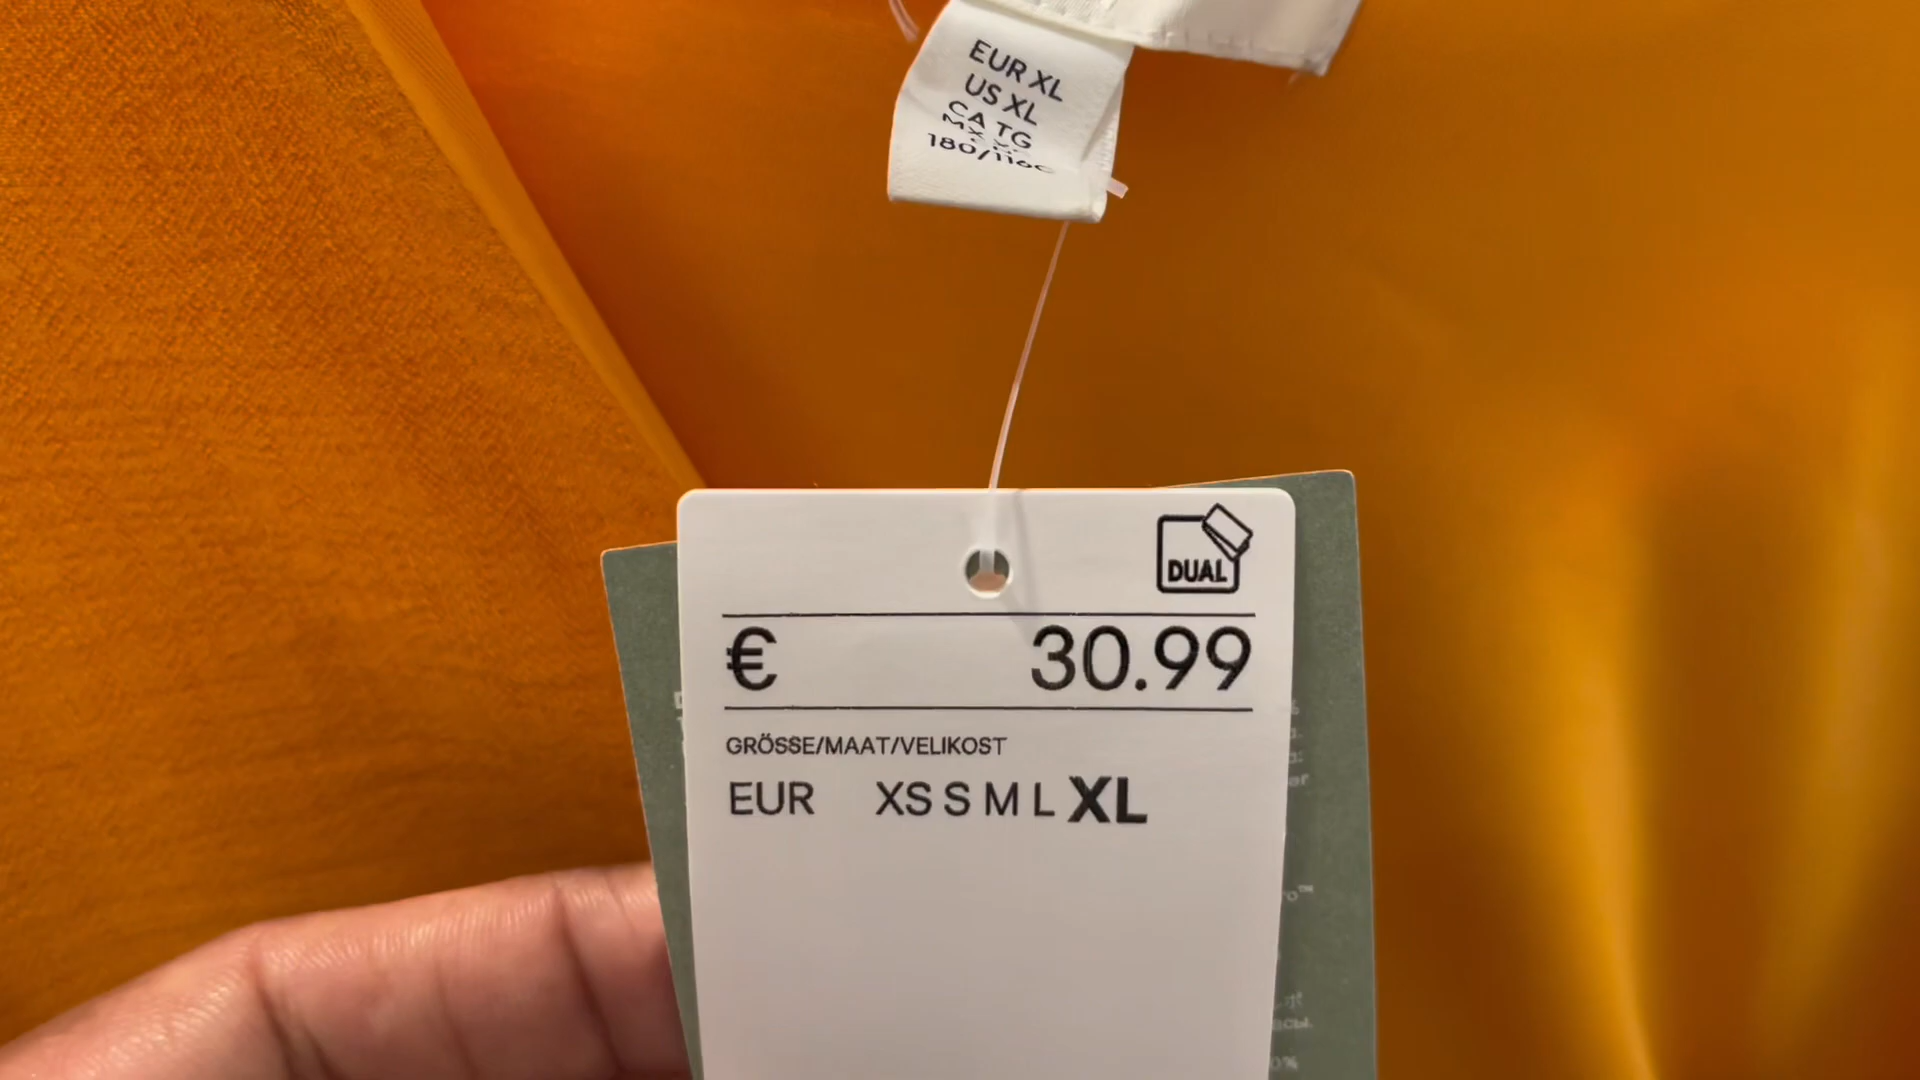 EUR XL
US XL
CA TG
DUAL
€ 30.99
GRÖSSE/MAAT/VELIKOST
EUR XS S M L XL